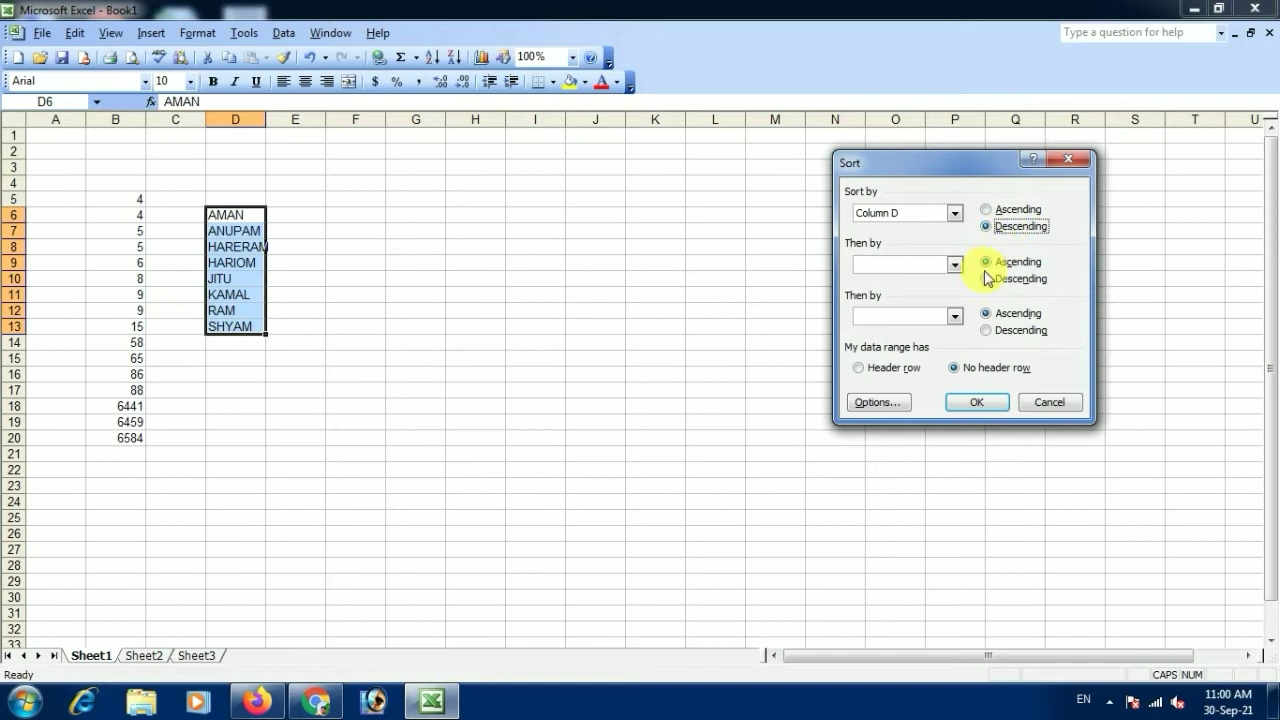 Microsoft Excel - Book1
File Edit View Insert Format Tools Data Window Help
Type a question for help
100%
Arial 10 B I U $ % ,
D6 fx AMAN
A B C D E F G H I J K L M N O P Q R S T U
1
2
3
4
5 4
6 4 AMAN
7 5 ANUPAM
8 5 HARERAM
9 6 HARIOM
10 8 JITU
11 9 KAMAL
12 9 RAM
13 15 SHYAM
14 58
15 65
16 86
17 88
18 6441
19 6459
20 6584
21
22
23
24
25
26
27
28
29
30
31
32
33
Sort
Sort by
Column D Ascending
Descending
Then by
Ascending
Descending
Then by
Ascending
Descending
My data range has
Header row No header row
Options... OK Cancel
Sheet1 Sheet2 Sheet3
Ready CAPS NUM
EN 11:00 AM
30-Sep-21